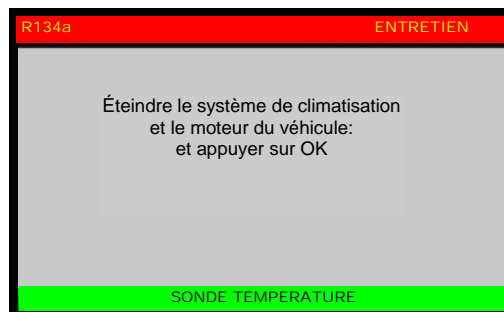 R134a ENTRETIEN
Éteindre le système de climatisation
et le moteur du véhicule:
et appuyer sur OK
SONDE TEMPERATURE